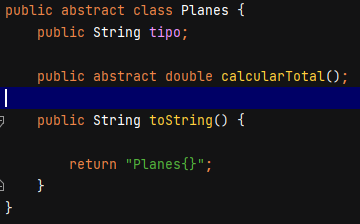 public abstract class Planes {
    public String tipo;
    public abstract double calcularTotal();
    public String toString() {
        return "Planes{}";
    }
}